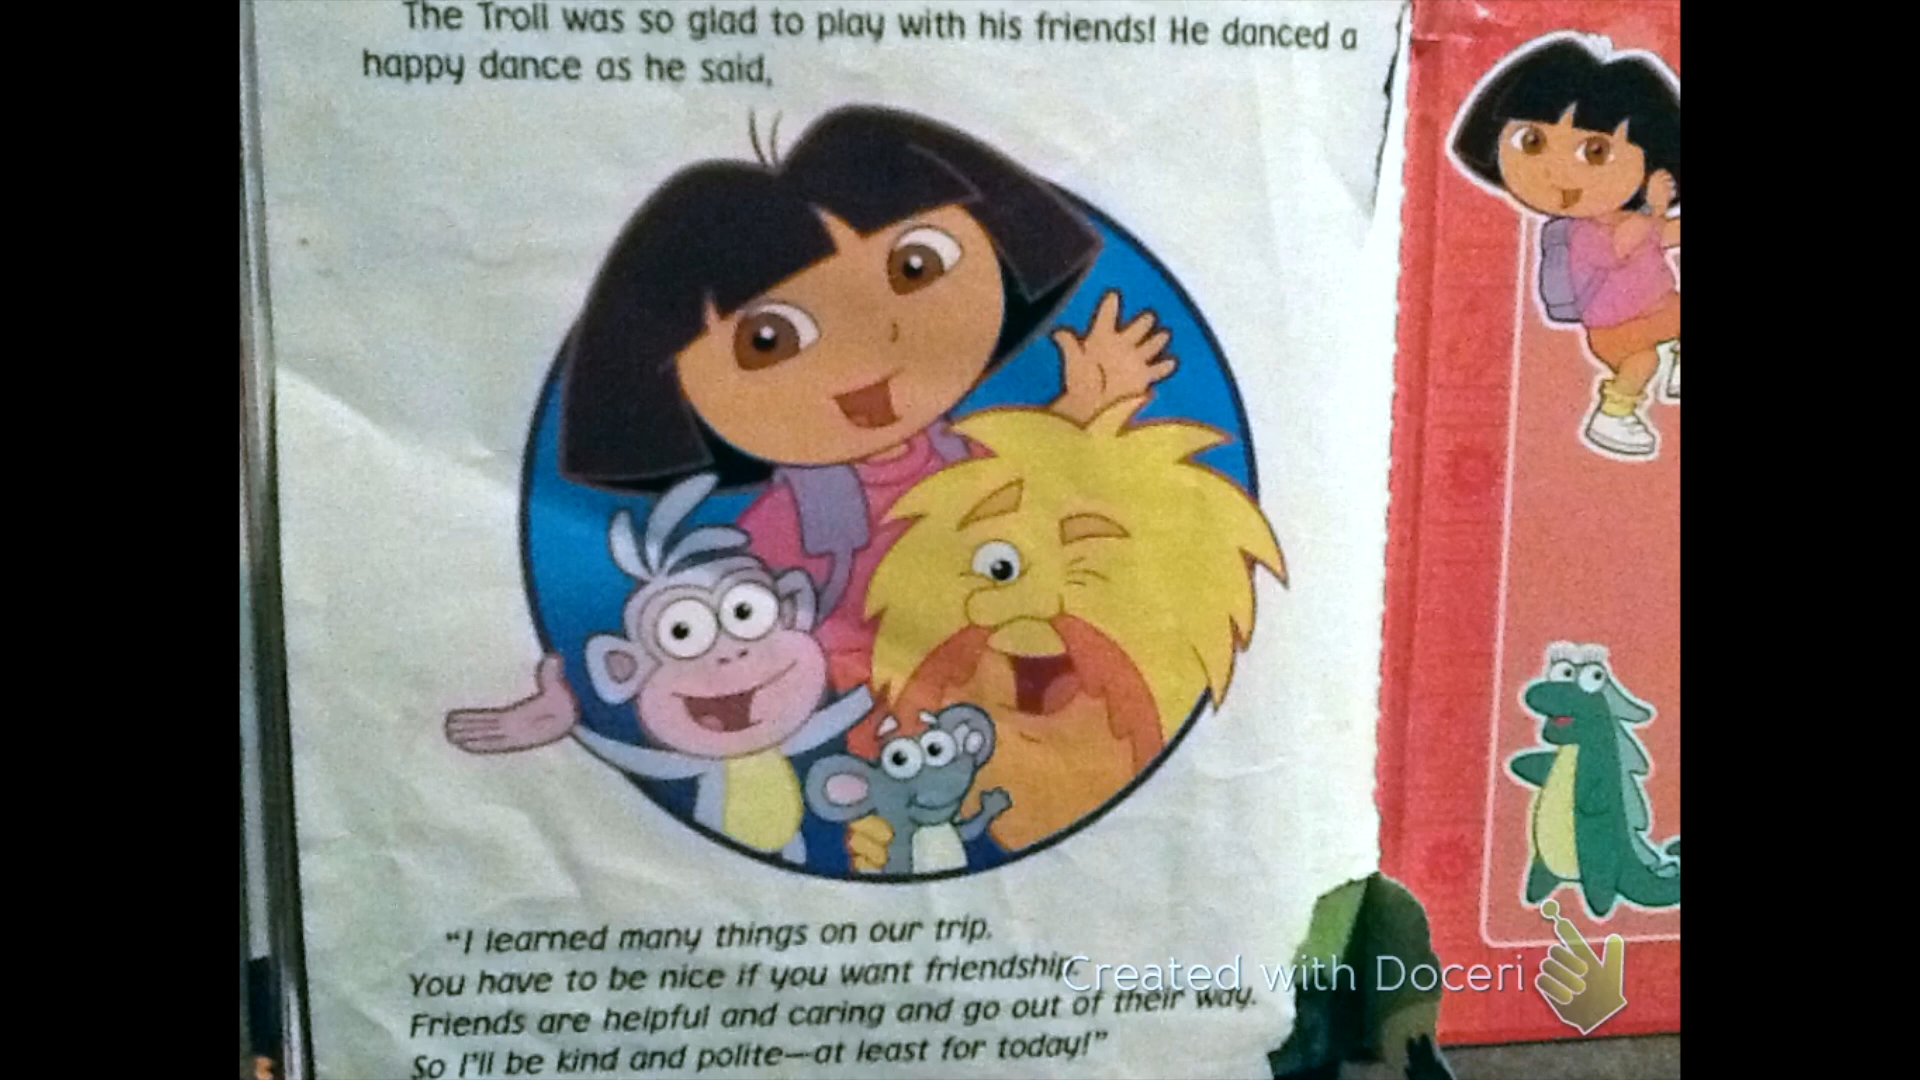 The Troll was so glad to play with his friends! He danced a
happy dance as he said,
“I learned many things on our trip.
You have to be nice if you want friendship.
Friends are helpful and caring and go out of their way.
So I’ll be kind and polite—at least for today!”
Created with Doceri